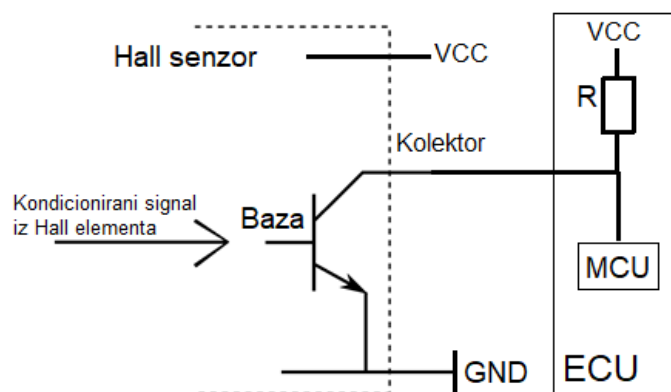 VCC
Hall senzor
VCC
R
Kolektor
Kondicionirani signal
iz Hall elementa
Baza
MCU
GND
ECU